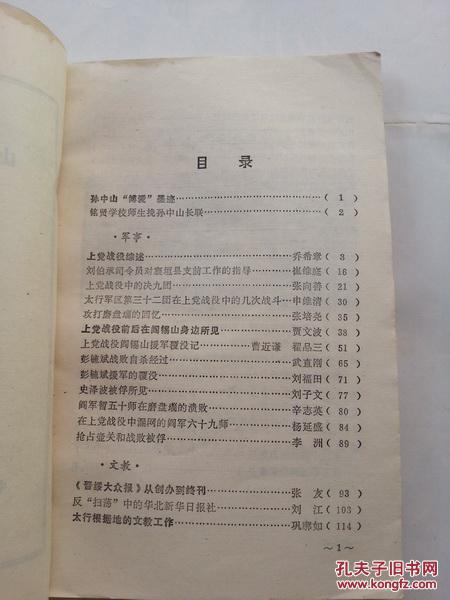 目录
孙中山“博爱”墨迹……………………………………( 1 )
铭贤学校师生挽孙中山长联…………………………( 2 )
·军事·
上党战役综述……………………………乔希章( 3 )
刘伯承司令员对襄垣县支前工作的指导…崔维庭( 16 )
上党战役中的决九团……………………张向善( 21 )
太行军区第三十二团在上党战役中的几次战斗…申维清( 30 )
攻打磨盘瑙的回忆………………………张培尧( 35 )
上党战役前后在阎锡山身边所见………贾文波( 38 )
上党战役阎锡山援军覆没记……曹近谦 翟品三( 51 )
彭毓斌战败自杀经过……………………武直刚( 65 )
彭毓斌援军的覆没………………………刘福田( 71 )
史泽波被俘所见…………………………刘子文( 77 )
阎军暂五十师在磨盘瑙的溃败…………辛志英( 80 )
在上党战役中漏网的阎军六十九师……杨延盛( 84 )
抢占壶关和战败被俘……………………李 洲( 89 )
·文教·
《晋绥大众报》从创办到终刊…………张 友( 93 )
反“扫荡”中的华北新华日报社………刘 江( 103 )
太行根据地的文教工作…………………巩廓如( 114 )
～1～
孔夫子旧书网